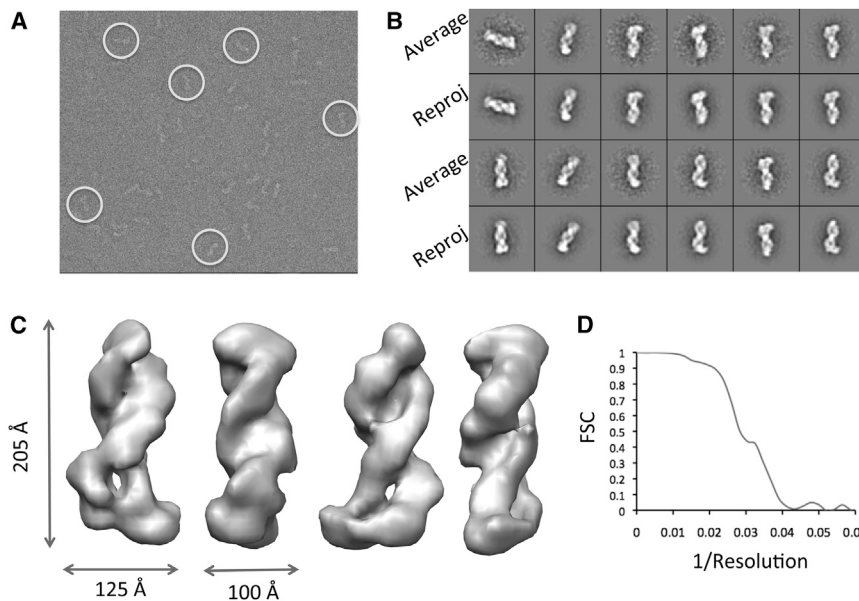 A
B
Average
Reproj
Average
Reproj
C
205 Å
125 Å
100 Å
D
FSC
1
0.9
0.8
0.7
0.6
0.5
0.4
0.3
0.2
0.1
0
0 0.01 0.02 0.03 0.04 0.05 0.0
1/Resolution